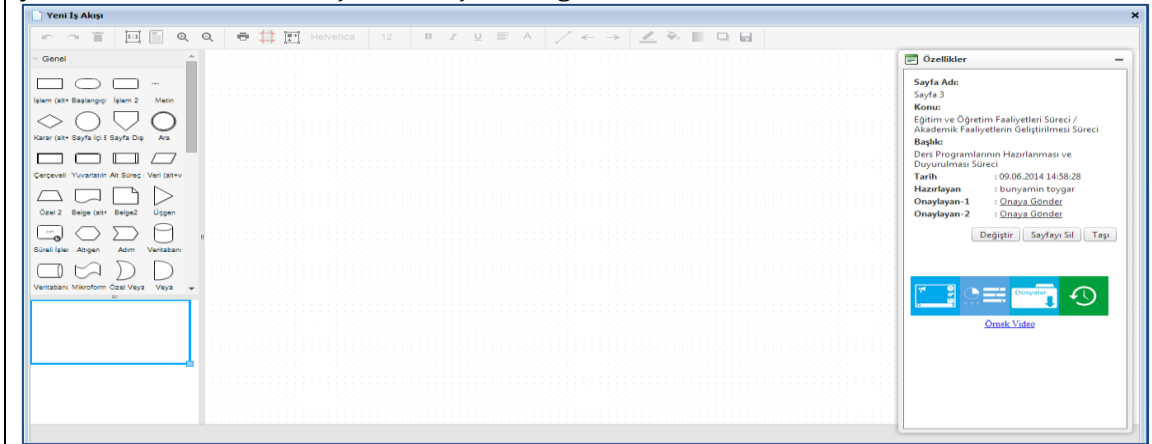 Yeni İş Akışı
Helvetica 12 B I U A
Genel
İşlem (alt+ Başlangıç İşlem 2 Metin
Karar (alt+ Sayfa İçi E Sayfa Dış Ara
Çerçeveli Yuvarlatılm Alt Süreç Veri (alt+v
Özel 2 Belge (alt+ Belge2 Üçgen
Süreli İşler Altıgen Adım Veritabanı
Veritabanı Mikroform Özel Veya Veya
Özellikler
Sayfa Adı:
Sayfa 3
Konu:
Eğitim ve Öğretim Faaliyetleri Süreci /
Akademik Faaliyetlerin Geliştirilmesi Süreci
Başlık:
Ders Programlarının Hazırlanması ve
Duyurulması Süreci
Tarih : 09.06.2014 14:58:28
Hazırlayan : bunyamin toygar
Onaylayan-1 : Onaya Gönder
Onaylayan-2 : Onaya Gönder
Değiştir Sayfayı Sil Taşı
Dosyalar
Örnek Video